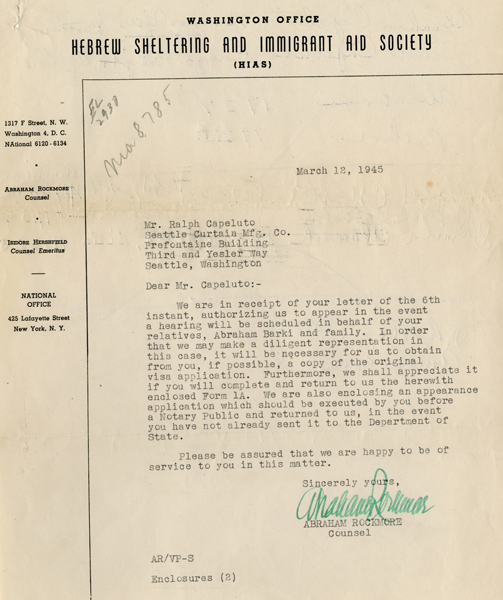 WASHINGTON OFFICE
HEBREW SHELTERING AND IMMIGRANT AID SOCIETY
(HIAS)
1317 F Street, N. W.
Washington 4, D. C.
NAtional 6120 - 6134
Abraham Rockmore
Counsel
Isidore Hershfield
Counsel Emeritus
NATIONAL
OFFICE
425 Lafayette Street
New York, N. Y.
2930
8785
March 12, 1945
Mr. Ralph Capeluto
Seattle Curtain Mfg. Co.
Prefontaine Building
Third and Yesler Way
Seattle, Washington
Dear Mr. Capeluto:-
We are in receipt of your letter of the 6th
instant, authorizing us to appear in the event
a hearing will be scheduled in behalf of your
relatives, Abraham Barki and family. In order
that we may make a diligent representation in
this case, it will be necessary for us to obtain
from you, if possible, a copy of the original
visa application. Furthermore, we shall appreciate it
if you will complete and return to us the herewith
enclosed Form 1A. We are also enclosing an appearance
application which should be executed by you before
a Notary Public and returned to us, in the event
you have not already sent it to the Department of
State.
Please be assured that we are happy to be of
service to you in this matter.
Sincerely yours,
Abraham Rockmore
ABRAHAM ROCKMORE
Counsel
AR/VP-S
Enclosures (2)